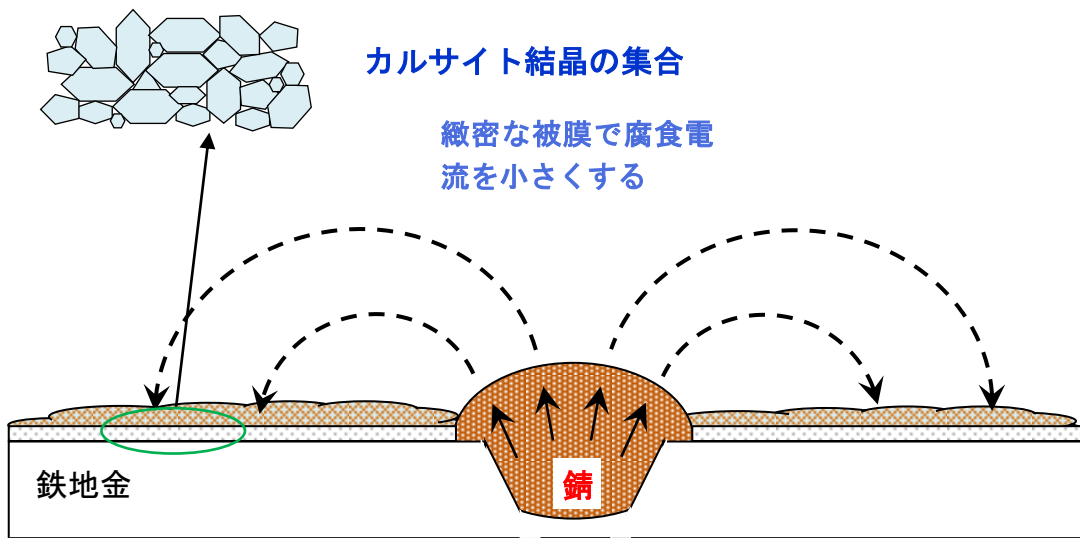 カルサイト結晶の集合
緻密な被膜で腐食電
流を小さくする
鉄地金
錆